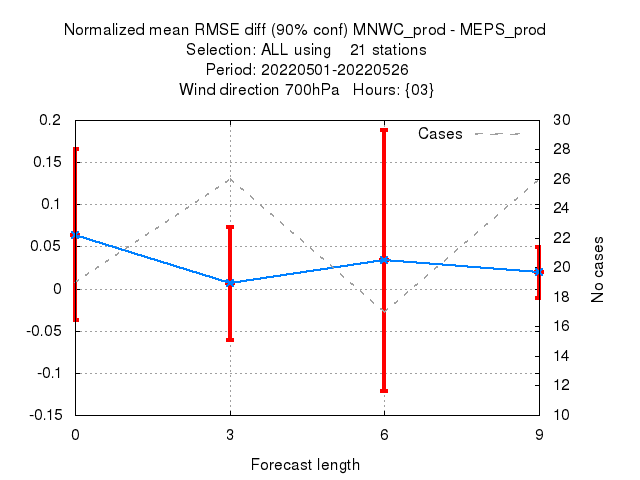 Normalized mean RMSE diff (90% conf) MNWC_prod - MEPS_prod
Selection: ALL using    21 stations
Period: 20220501-20220526
Wind direction 700hPa   Hours: {03}
Cases
0.2
0.15
0.1
0.05
0
-0.05
-0.1
-0.15
30
28
26
24
22
20
18
16
14
12
10
No cases
0 3 6 9
Forecast length